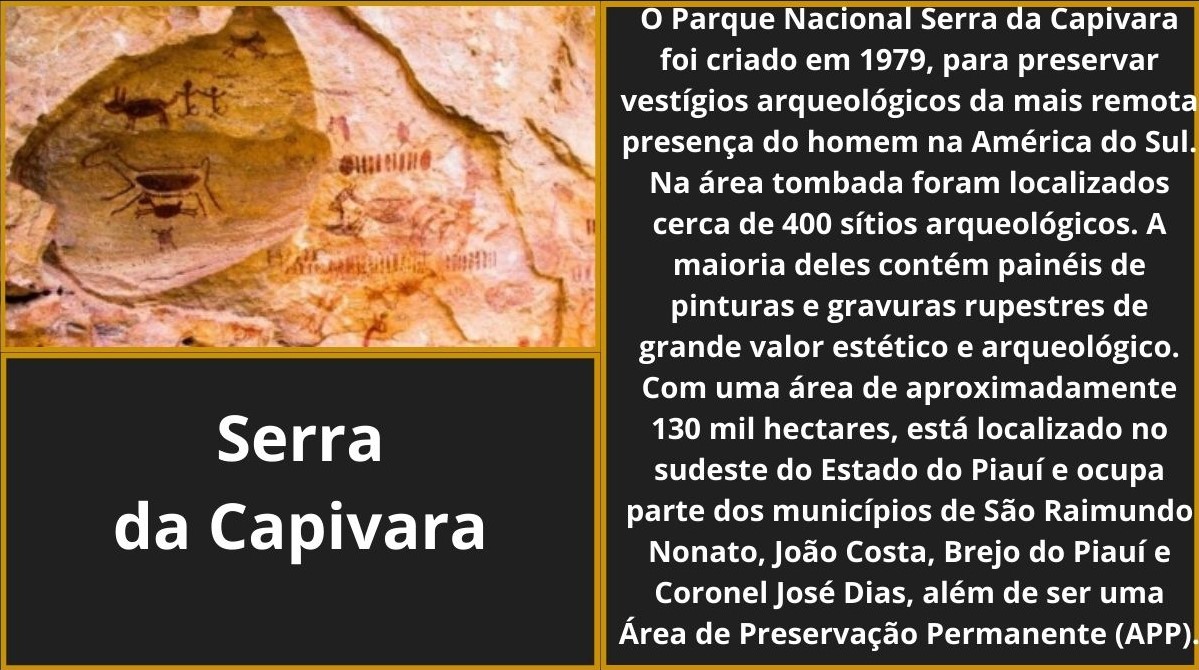 Serra
da Capivara
O Parque Nacional Serra da Capivara
foi criado em 1979, para preservar
vestígios arqueológicos da mais remota
presença do homem na América do Sul.
Na área tombada foram localizados
cerca de 400 sítios arqueológicos. A
maioria deles contém painéis de
pinturas e gravuras rupestres de
grande valor estético e arqueológico.
Com uma área de aproximadamente
130 mil hectares, está localizado no
sudeste do Estado do Piauí e ocupa
parte dos municípios de São Raimundo
Nonato, João Costa, Brejo do Piauí e
Coronel José Dias, além de ser uma
Área de Preservação Permanente (APP).